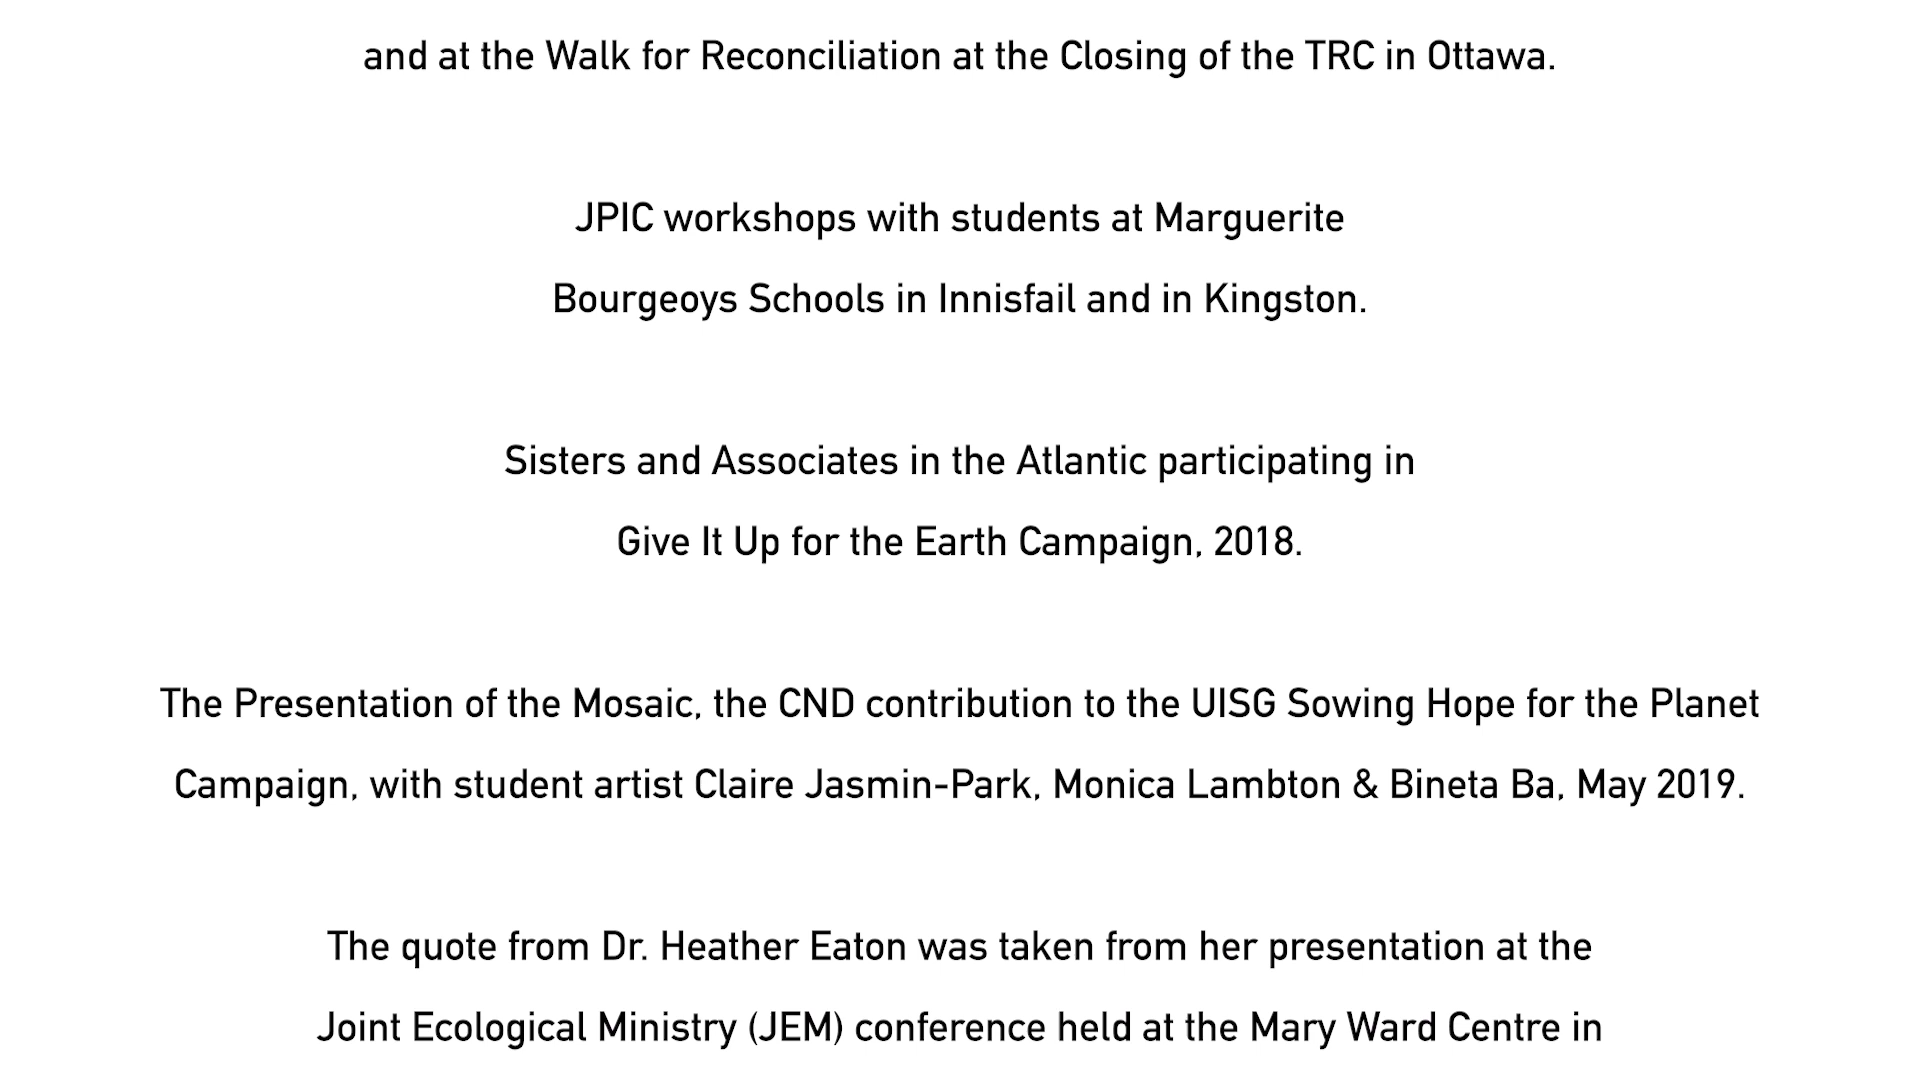 and at the Walk for Reconciliation at the Closing of the TRC in Ottawa.
JPIC workshops with students at Marguerite
Bourgeoys Schools in Innisfail and in Kingston.
Sisters and Associates in the Atlantic participating in
Give It Up for the Earth Campaign, 2018.
The Presentation of the Mosaic, the CND contribution to the UISG Sowing Hope for the Planet
Campaign, with student artist Claire Jasmin-Park, Monica Lambton & Bineta Ba, May 2019.
The quote from Dr. Heather Eaton was taken from her presentation at the
Joint Ecological Ministry (JEM) conference held at the Mary Ward Centre in